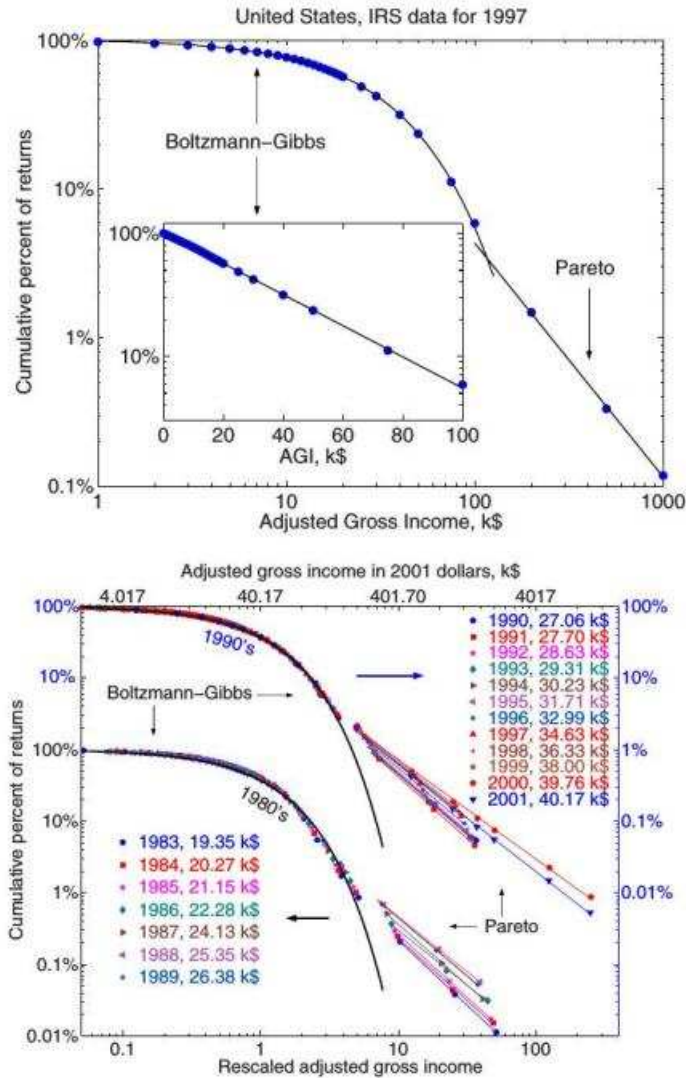 United States, IRS data for 1997
100%
10%
1%
0.1%
Cumulative percent of returns
Boltzmann–Gibbs
Pareto
100%
10%
0 20 40 60 80 100
AGI, k$
1 10 100 1000
Adjusted Gross Income, k$
Adjusted gross income in 2001 dollars, k$
4.017 40.17 401.70 4017
100%
10%
100%
1%
0.1%
0.01%
Cumulative percent of returns
100%
10%
1%
0.1%
0.01%
1990's
Boltzmann–Gibbs
1980's
1990, 27.06 k$
1991, 27.70 k$
1992, 28.63 k$
1993, 29.31 k$
1994, 30.23 k$
1995, 31.71 k$
1996, 32.99 k$
1997, 34.63 k$
1998, 36.33 k$
1999, 38.00 k$
2000, 39.76 k$
2001, 40.17 k$
1983, 19.35 k$
1984, 20.27 k$
1985, 21.15 k$
1986, 22.28 k$
1987, 24.13 k$
1988, 25.35 k$
1989, 26.38 k$
Pareto
0.1 1 10 100
Rescaled adjusted gross income